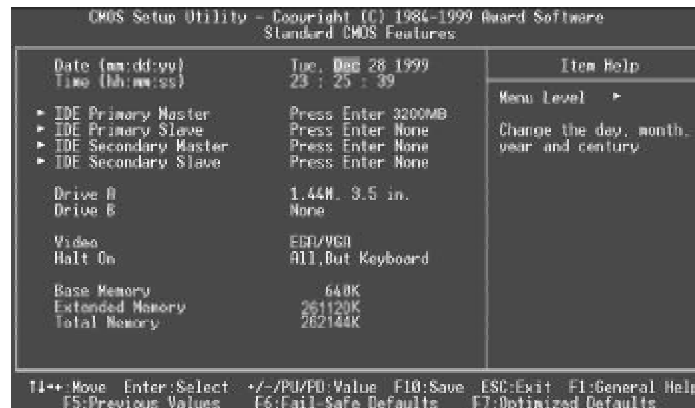 CMOS Setup Utility - Copyright (C) 1984-1999 Award Software
Standard CMOS Features
Date (mm:dd:yy) Tue, Dec 28 1999
Time (hh:mm:ss) 23 : 25 : 39
► IDE Primary Master Press Enter 3200MB
► IDE Primary Slave Press Enter None
► IDE Secondary Master Press Enter None
► IDE Secondary Slave Press Enter None
Drive A 1.44M, 3.5 in.
Drive B None
Video EGA/VGA
Halt On All,But Keyboard
Base Memory 640K
Extended Memory 261120K
Total Memory 262144K
Item Help
Menu Level ►
Change the day, month,
year and century
↑↓→←:Move Enter:Select +/-/PU/PD:Value F10:Save ESC:Exit F1:General Help
F5:Previous Values F6:Fail-Safe Defaults F7:Optimized Defaults